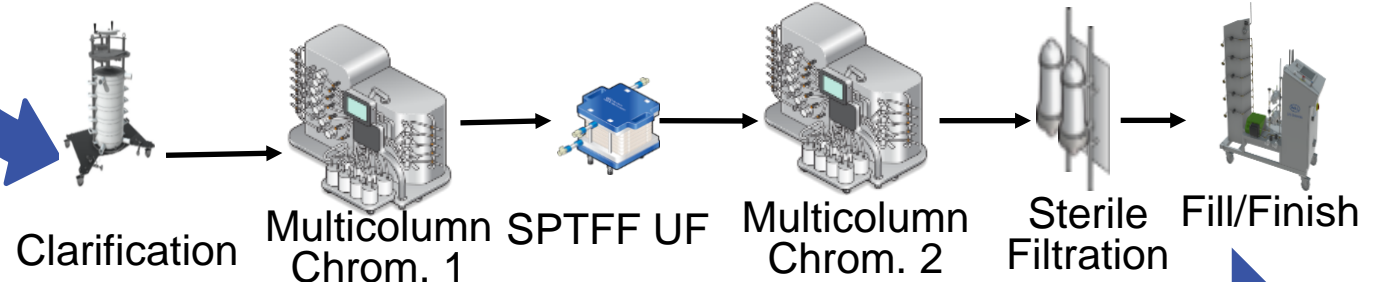 Clarification
Multicolumn
Chrom. 1
SPTFF UF
Multicolumn
Chrom. 2
Sterile
Filtration
Fill/Finish